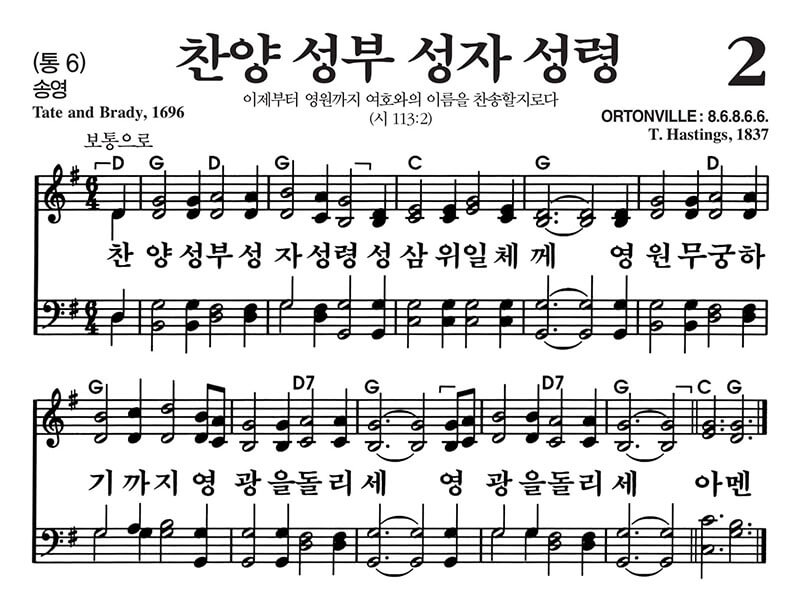 (통 6)
찬양 성부 성자 성령
2
송영
Tate and Brady, 1696
이제부터 영원까지 여호와의 이름을 찬송할지로다
(시 113:2)
ORTONVILLE: 8.6.8.6.6.
T. Hastings, 1837
보통으로
D G D G C G D
6 4
찬 양 성부 성 자 성령 성 삼 위일 체 께 영 원 무궁 하
6 4
G D7 G D7 G C G
기 까지 영 광 을돌 리 세 영 광 을돌 리 세 아멘